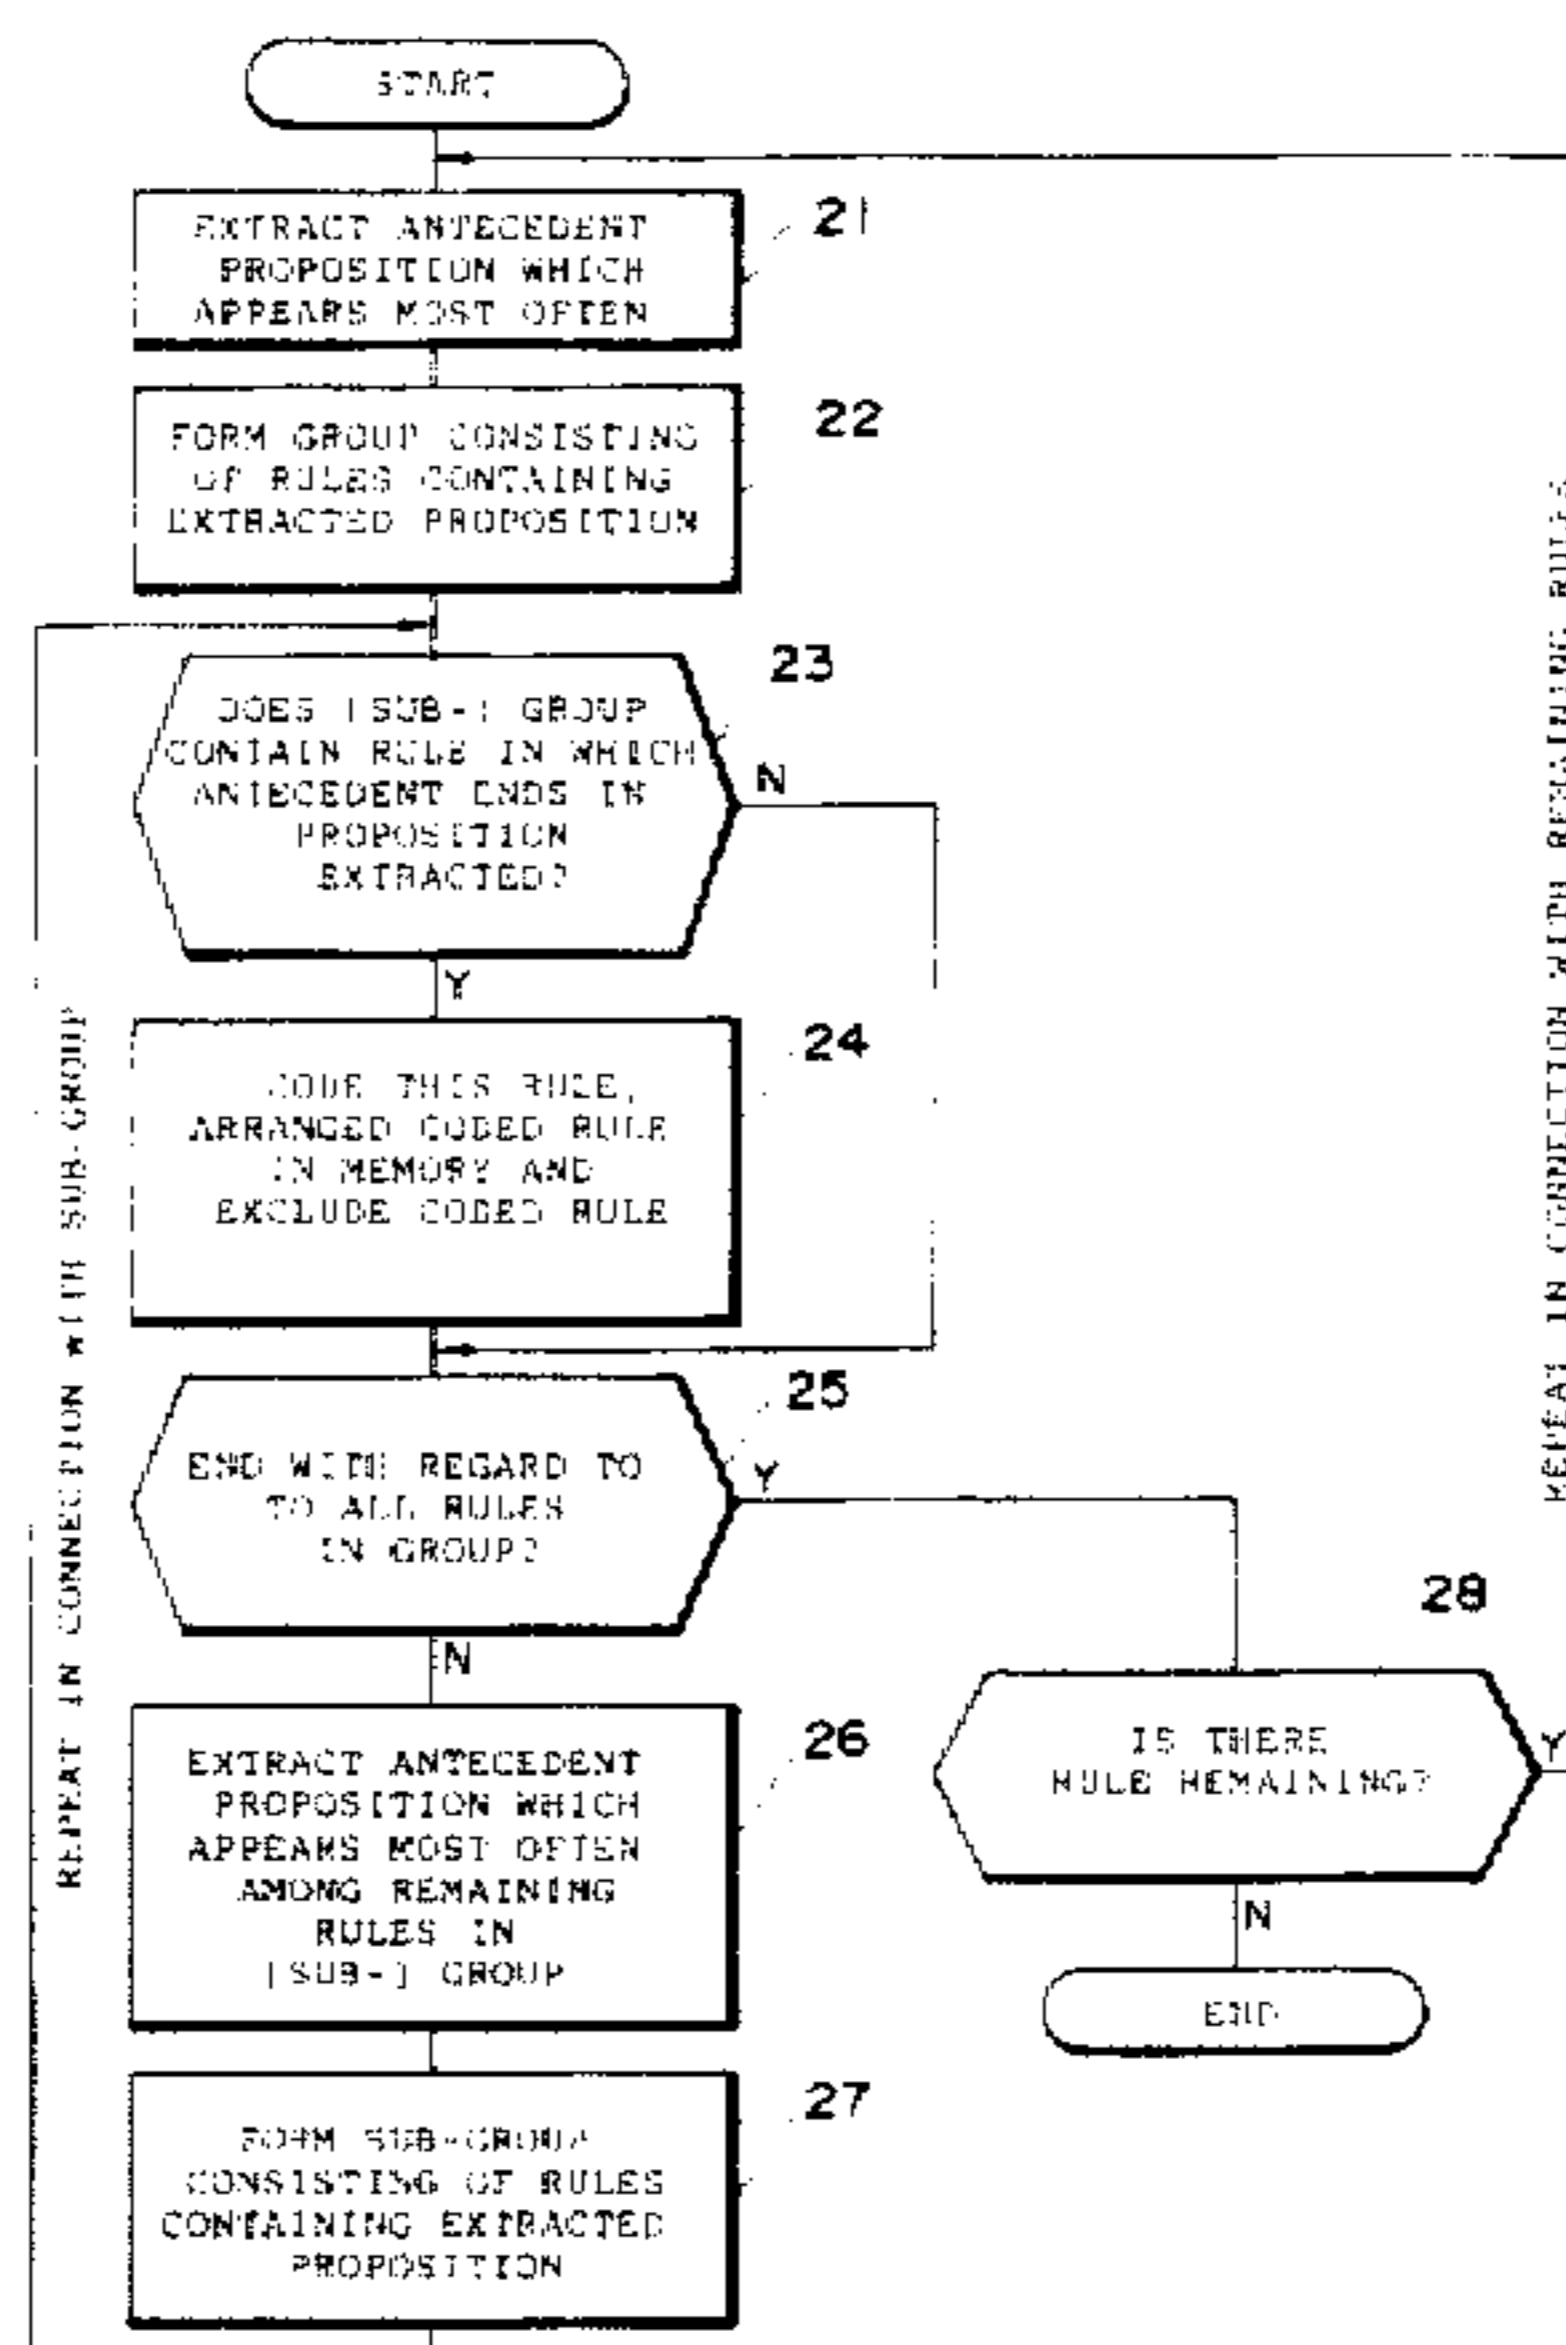 START
EXTRACT ANTECEDENT
PROPOSITION WHICH
APPEARS MOST OFTEN
21
FORM GROUP CONSISTING
OF RULES CONTAINING
EXTRACTED PROPOSITION
22
DOES (SUB-) GROUP
CONTAIN RULE IN WHICH
ANTECEDENT ENDS IN
PROPOSITION
EXTRACTED?
23
N
Y
CODE THIS RULE,
ARRANGED CODED RULE
IN MEMORY AND
EXCLUDE CODED RULE
24
END WITH REGARD TO
TO ALL RULES
IN GROUP?
25
Y
N
EXTRACT ANTECEDENT
PROPOSITION WHICH
APPEARS MOST OFTEN
AMONG REMAINING
RULES IN
(SUB-) GROUP
26
FORM SUB-GROUP
CONSISTING OF RULES
CONTAINING EXTRACTED
PROPOSITION
27
REPEAT IN CONNECTION WITH SUB-GROUP
28
IS THERE
RULE REMAINING?
Y
N
END
REPEAT IN CONNECTION WITH REMAINING RULES